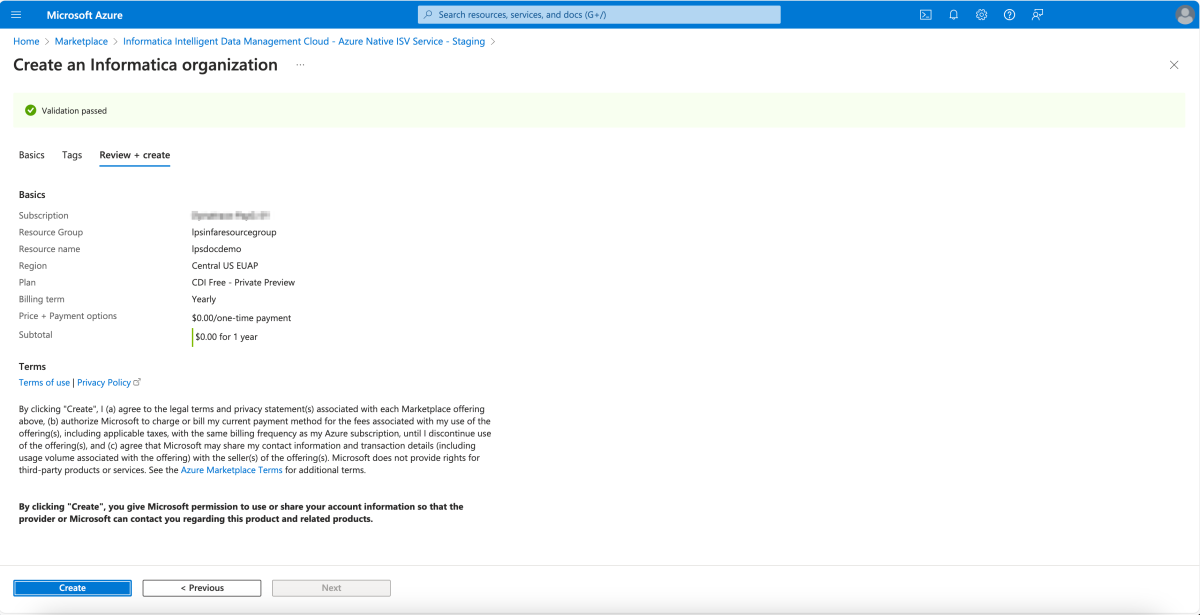 Microsoft Azure
Search resources, services, and docs (G+/)
Home > Marketplace > Informatica Intelligent Data Management Cloud - Azure Native ISV Service - Staging >
Create an Informatica organization ...
Validation passed
Basics Tags Review + create
Basics
Subscription
Resource Group lpsinfaresourcegroup
Resource name lpsdocdemo
Region Central US EUAP
Plan CDI Free - Private Preview
Billing term Yearly
Price + Payment options $0.00/one-time payment
Subtotal $0.00 for 1 year
Terms
Terms of use | Privacy Policy
By clicking "Create", I (a) agree to the legal terms and privacy statement(s) associated with each Marketplace offering
above, (b) authorize Microsoft to charge or bill my current payment method for the fees associated with my use of the
offering(s), including applicable taxes, with the same billing frequency as my Azure subscription, until I discontinue use
of the offering(s), and (c) agree that Microsoft may share my contact information and transaction details (including
usage volume associated with the offering) with the seller(s) of the offering(s). Microsoft does not provide rights for
third-party products or services. See the Azure Marketplace Terms for additional terms.
By clicking "Create", you give Microsoft permission to use or share your account information so that the
provider or Microsoft can contact you regarding this product and related products.
Create < Previous Next